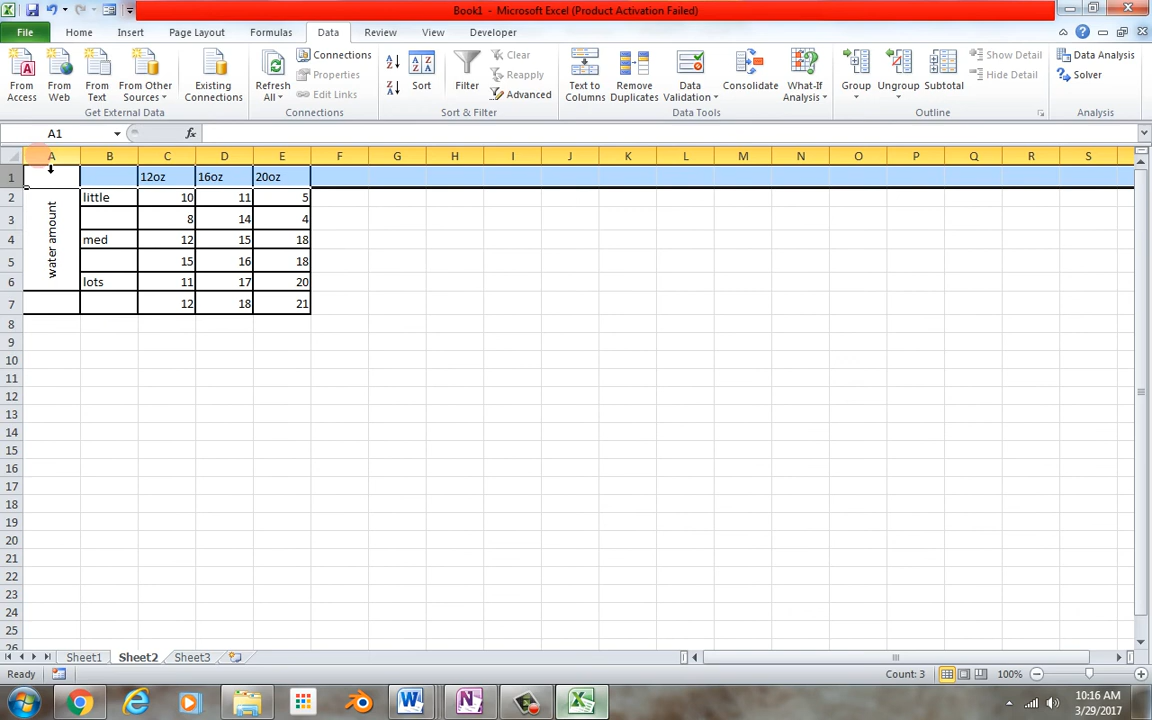 Book1 - Microsoft Excel (Product Activation Failed)
File Home Insert Page Layout Formulas Data Review View Developer
From Access
From Web
From Text
From Other Sources
Existing Connections
Get External Data
Refresh All
Connections
Properties
Edit Links
Connections
Sort
Filter
Clear
Reapply
Advanced
Sort & Filter
Text to Columns
Remove Duplicates
Data Validation
Consolidate
What-If Analysis
Data Tools
Group
Ungroup
Subtotal
Show Detail
Hide Detail
Outline
Data Analysis
Solver
Analysis
A1 fx
A B C D E F G H I J K L M N O P Q R S
1 12oz 16oz 20oz
water amount
2 little 10 11 5
3 8 14 4
4 med 12 15 18
5 15 16 18
6 lots 11 17 20
7 12 18 21
8
9
10
11
12
13
14
15
16
17
18
19
20
21
22
23
24
25
26
Sheet1 Sheet2 Sheet3
Ready Count: 3 100%
10:16 AM
3/29/2017